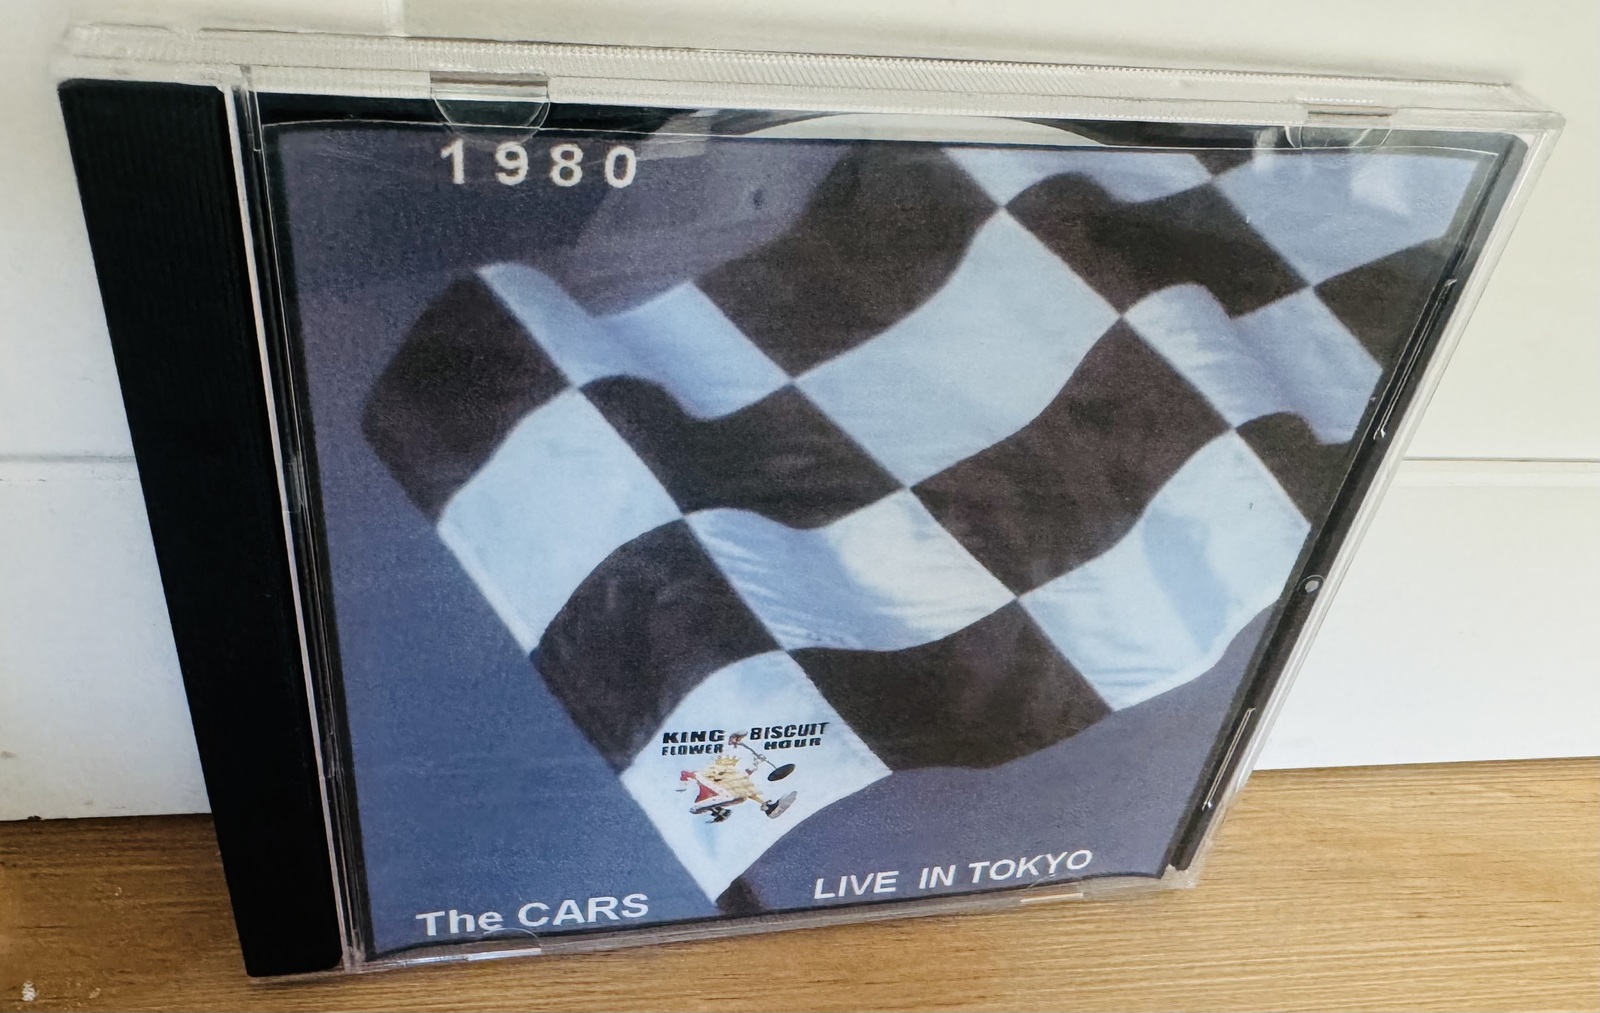 1980
KING BISCUIT
FLOWER HOUR
The CARS
LIVE IN TOKYO